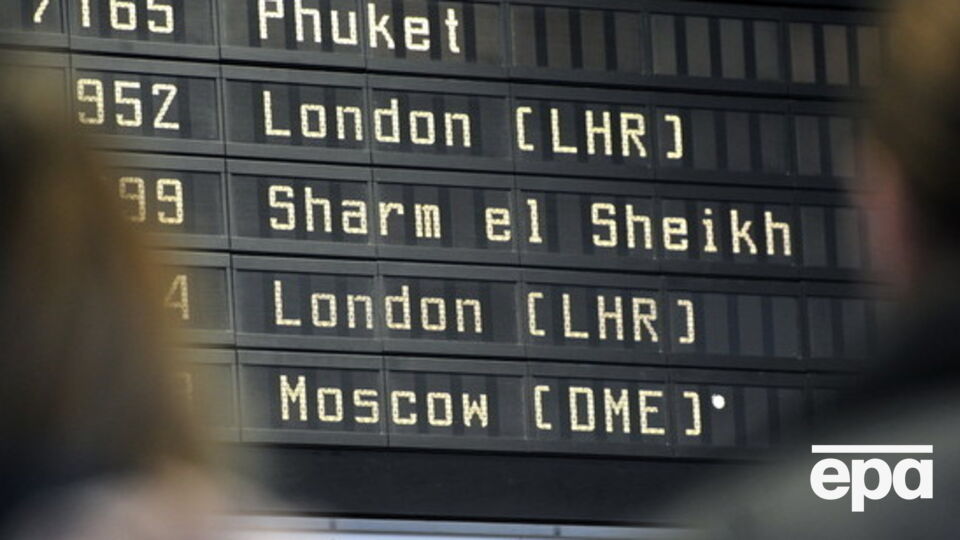 7165 Phuket
952 London [LHR]
99 Sharm el Sheikh
4 London [LHR]
Moscow [DME]
epa